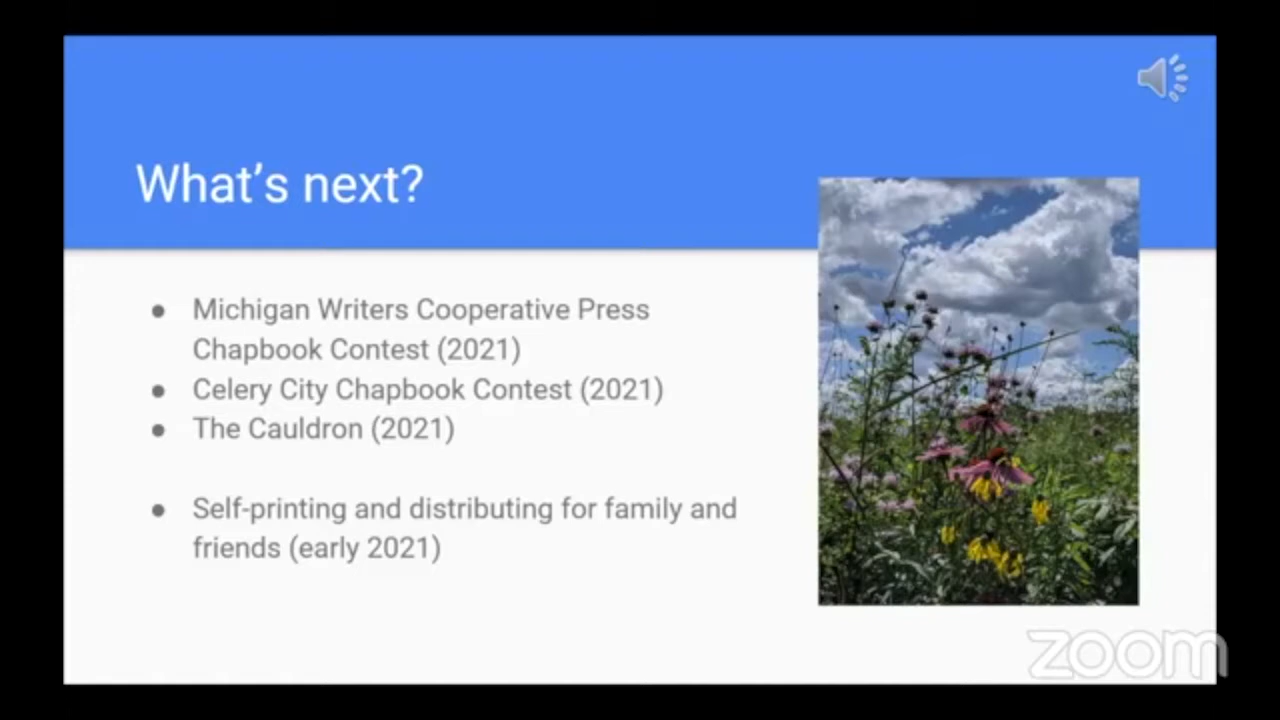 What's next?
● Michigan Writers Cooperative Press
Chapbook Contest (2021)
● Celery City Chapbook Contest (2021)
● The Cauldron (2021)
● Self-printing and distributing for family and
friends (early 2021)
zoom